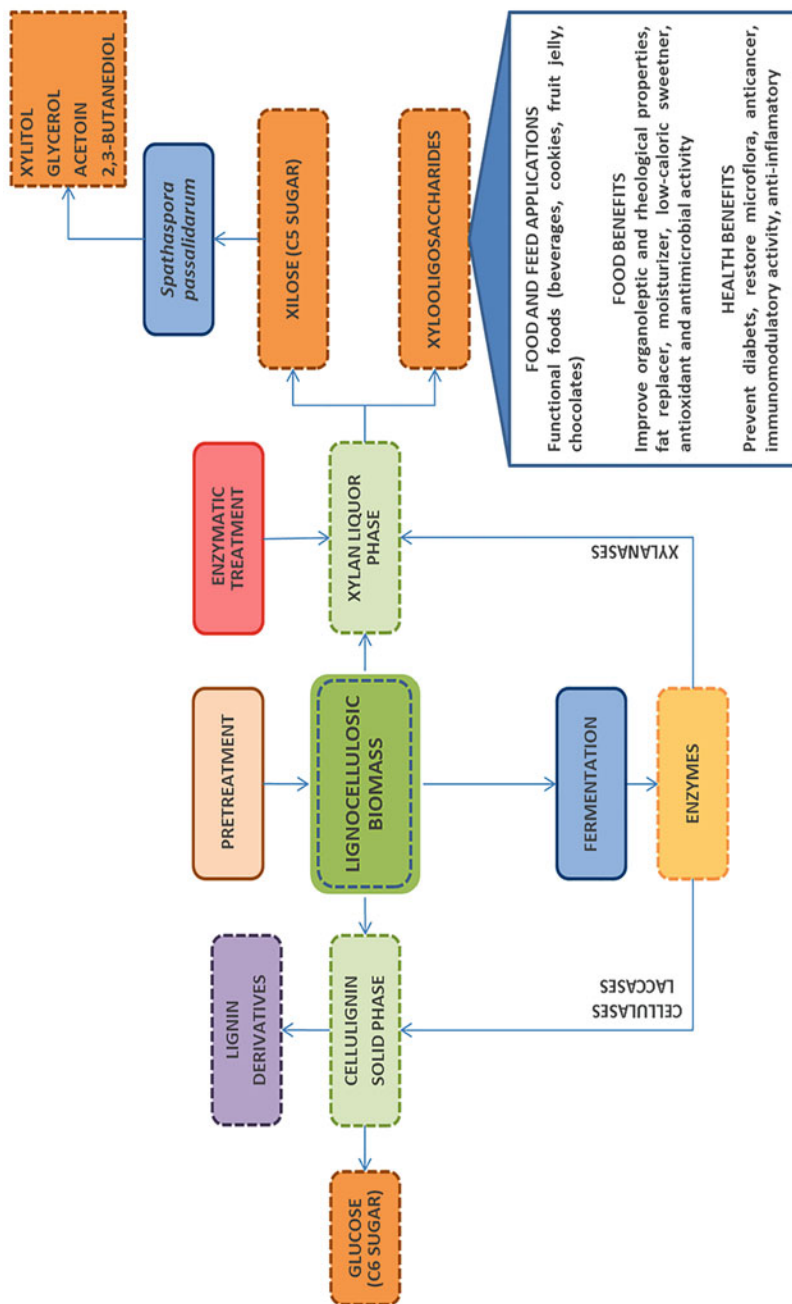 PRETREATMENT
ENZYMATIC
TREATMENT
LIGNIN
DERIVATIVES
Spathaspora
passalidarum
XYLITOL
GLYCEROL
ACETOIN
2,3-BUTANEDIOL
GLUCOSE
(C6 SUGAR)
CELLULIGNIN
SOLID PHASE
LIGNOCELLULOSIC
BIOMASS
XYLAN LIQUOR
PHASE
XILOSE (C5 SUGAR)
XYLOOLIGOSACCHARIDES
FERMENTATION
ENZYMES
CELLULASES
LACCASES
XYLANASES
FOOD AND FEED APPLICATIONS
Functional foods (beverages, cookies, fruit jelly,
chocolates)
FOOD BENEFITS
Improve organoleptic and rheological properties,
fat replacer, moisturizer, low-caloric sweetner,
antioxidant and antimicrobial activity
HEALTH BENEFITS
Prevent diabets, restore microflora, anticancer,
immunomodulatory activity, anti-inflamatory